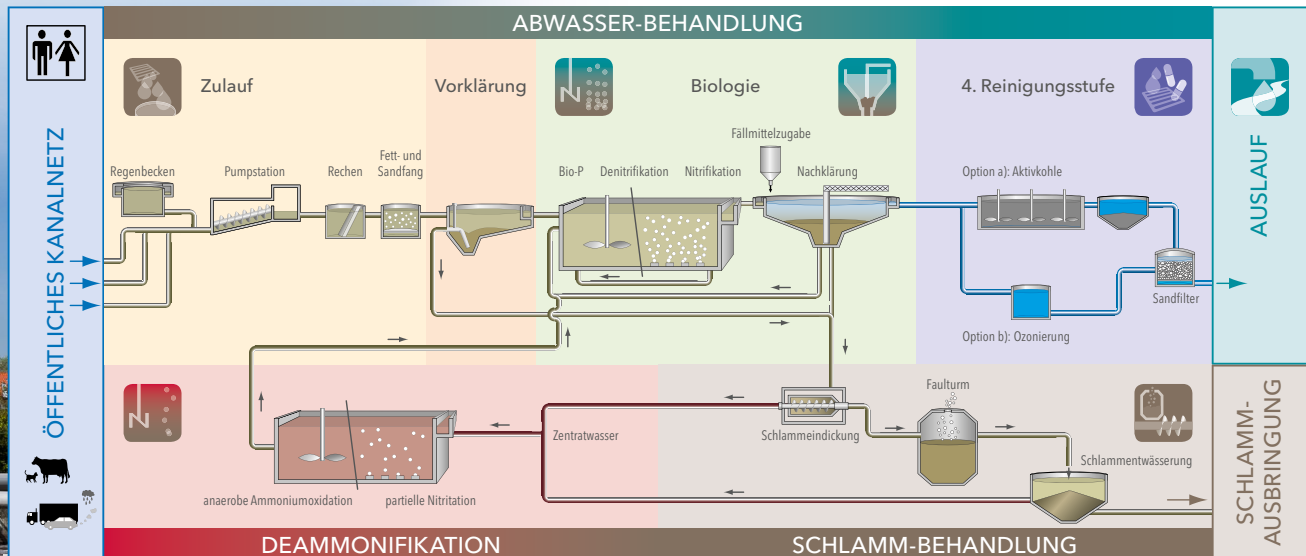 ABWASSER-BEHANDLUNG
ÖFFENTLICHES KANALNETZ
Zulauf
Vorklärung
Biologie
4. Reinigungsstufe
AUSLAUF
Regenbecken
Pumpstation
Rechen
Fett- und
Sandfang
Bio-P
Denitrifikation
Nitrifikation
Fällmittelzugabe
Nachklärung
Option a): Aktivkohle
Sandfilter
Option b): Ozonierung
N
N
anaerobe Ammoniumoxidation
partielle Nitritation
Zentratwasser
Schlammeindickung
Faulturm
Schlammentwässerung
SCHLAMM-
AUSBRINGUNG
DEAMMONIFIKATION
SCHLAMM-BEHANDLUNG